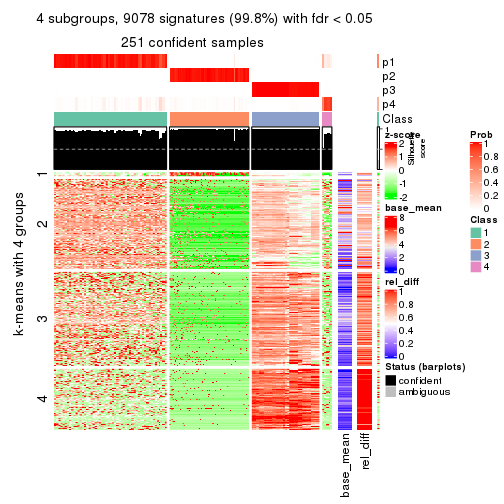 4 subgroups, 9078 signatures (99.8%) with fdr < 0.05
251 confident samples
p1
p2
p3
p4
Class
1
Silhouette
score
k-means with 4 groups
1
2
3
4
base_mean
rel_diff
z-score
2
1
0
-1
-2
base_mean
8
6
4
2
0
rel_diff
1
0.8
0.6
0.4
0.2
0
Status (barplots)
confident
ambiguous
Prob
1
0.8
0.6
0.4
0.2
0
Class
1
2
3
4